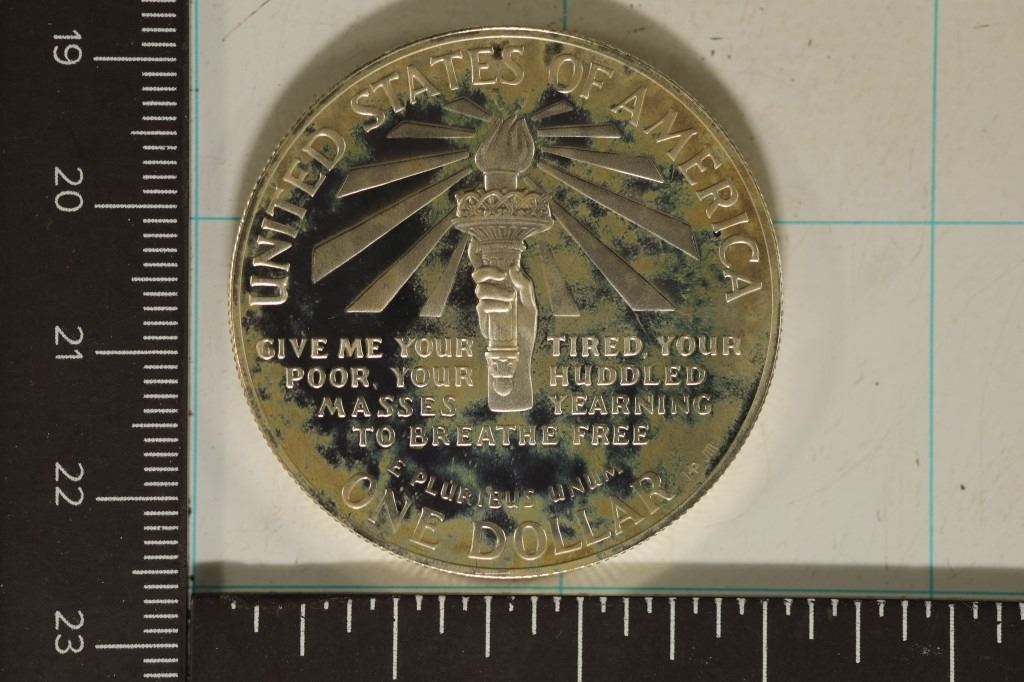 UNITED STATES OF AMERICA
GIVE ME YOUR TIRED, YOUR
POOR, YOUR HUDDLED
MASSES YEARNING
TO BREATHE FREE
E PLURIBUS UNUM
ONE DOLLAR
19
20
21
22
23